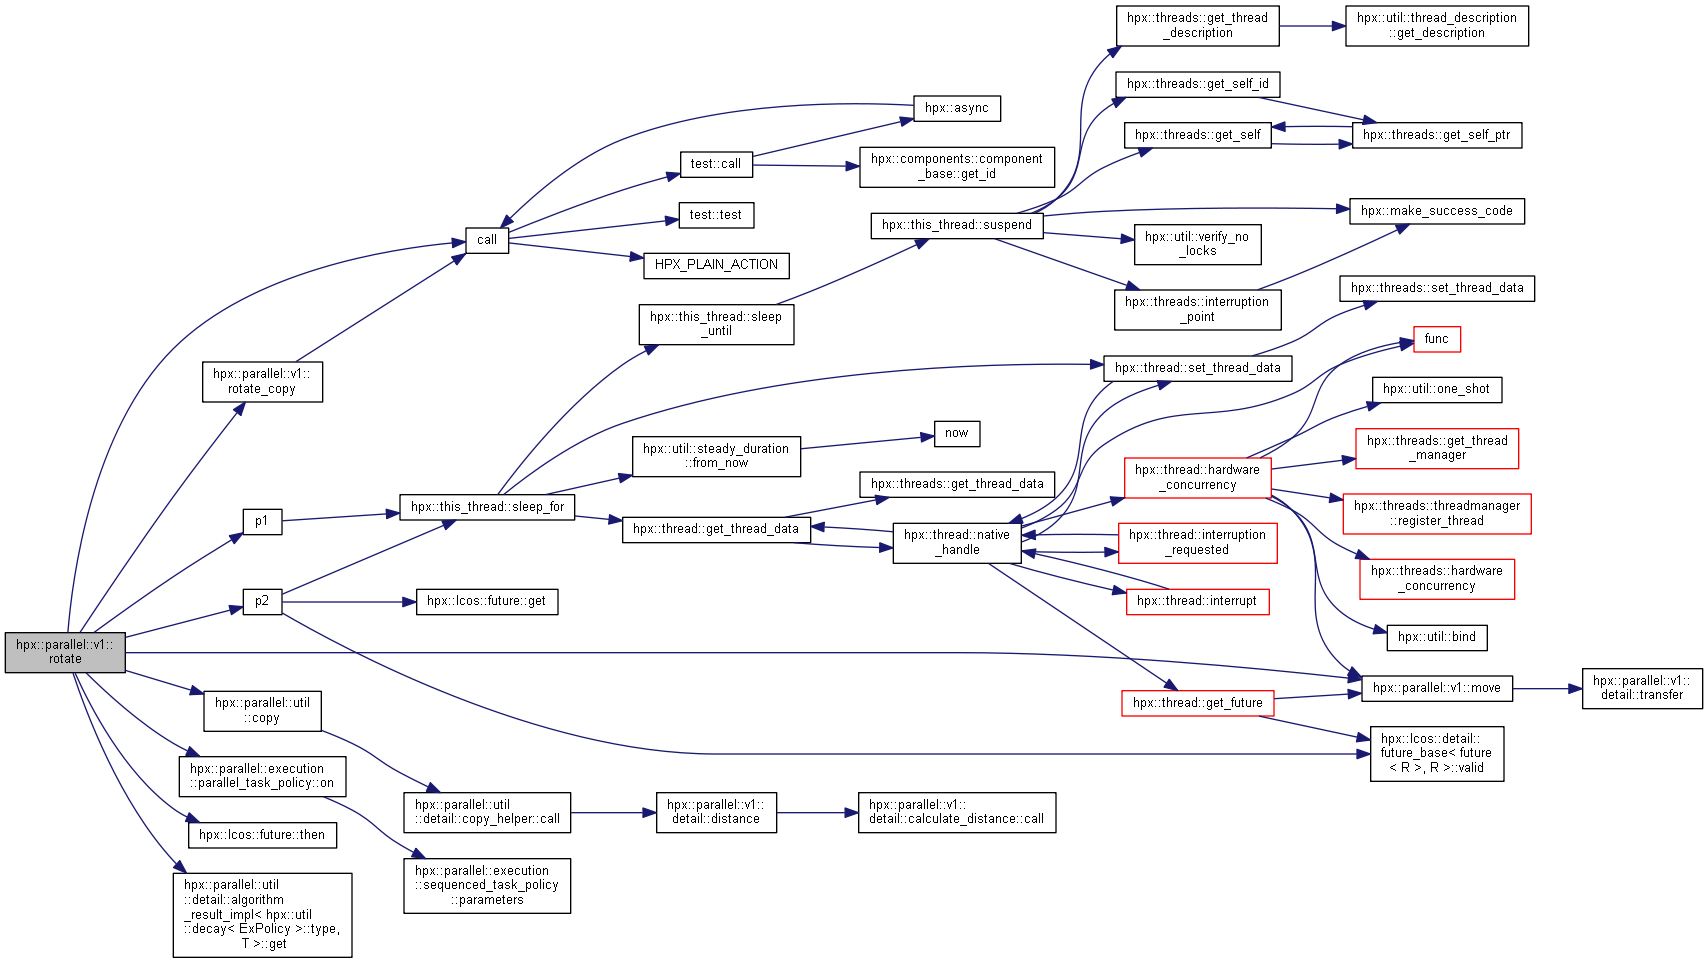 hpx::parallel::v1::
rotate
hpx::parallel::v1::
rotate_copy
p1
p2
hpx::parallel::util
::copy
hpx::parallel::execution
::parallel_task_policy::on
hpx::lcos::future::then
hpx::parallel::util
::detail::algorithm
_result_impl< hpx::util
::decay< ExPolicy >::type,
T >::get
call
hpx::this_thread::sleep_for
hpx::lcos::future::get
hpx::parallel::util
::detail::copy_helper::call
hpx::parallel::execution
::sequenced_task_policy
::parameters
test::call
test::test
HPX_PLAIN_ACTION
hpx::this_thread::sleep
_until
hpx::util::steady_duration
::from_now
hpx::thread::get_thread_data
hpx::parallel::v1::
detail::distance
hpx::async
hpx::components::component
_base::get_id
hpx::this_thread::suspend
now
hpx::threads::get_thread_data
hpx::thread::native
_handle
hpx::parallel::v1::
detail::calculate_distance::call
hpx::threads::get_thread
_description
hpx::threads::get_self_id
hpx::threads::get_self
hpx::util::verify_no
_locks
hpx::threads::interruption
_point
hpx::thread::set_thread_data
hpx::thread::hardware
_concurrency
hpx::thread::interruption
_requested
hpx::thread::interrupt
hpx::thread::get_future
hpx::util::thread_description
::get_description
hpx::threads::get_self_ptr
hpx::make_success_code
hpx::threads::set_thread_data
func
hpx::util::one_shot
hpx::threads::get_thread
_manager
hpx::threads::threadmanager
::register_thread
hpx::threads::hardware
_concurrency
hpx::util::bind
hpx::parallel::v1::move
hpx::lcos::detail::
future_base< future
< R >, R >::valid
hpx::parallel::v1::
detail::transfer